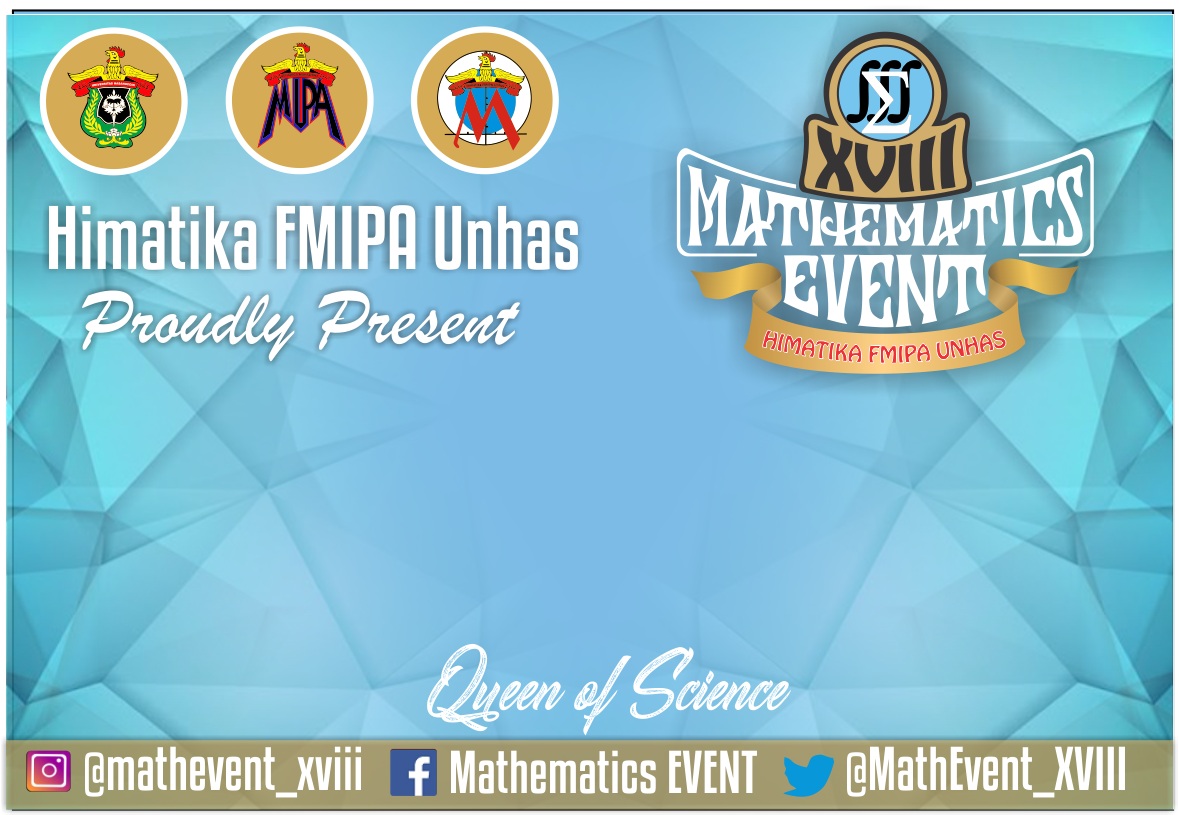 MIPA
M
Himatika FMIPA Unhas
Proudly Present
∫∫∫
Σ
XVIII
MATHEMATICS
EVENT
HIMATIKA FMIPA UNHAS
Queen of Science
@mathevent_xviii
Mathematics EVENT
@MathEvent_XVIII